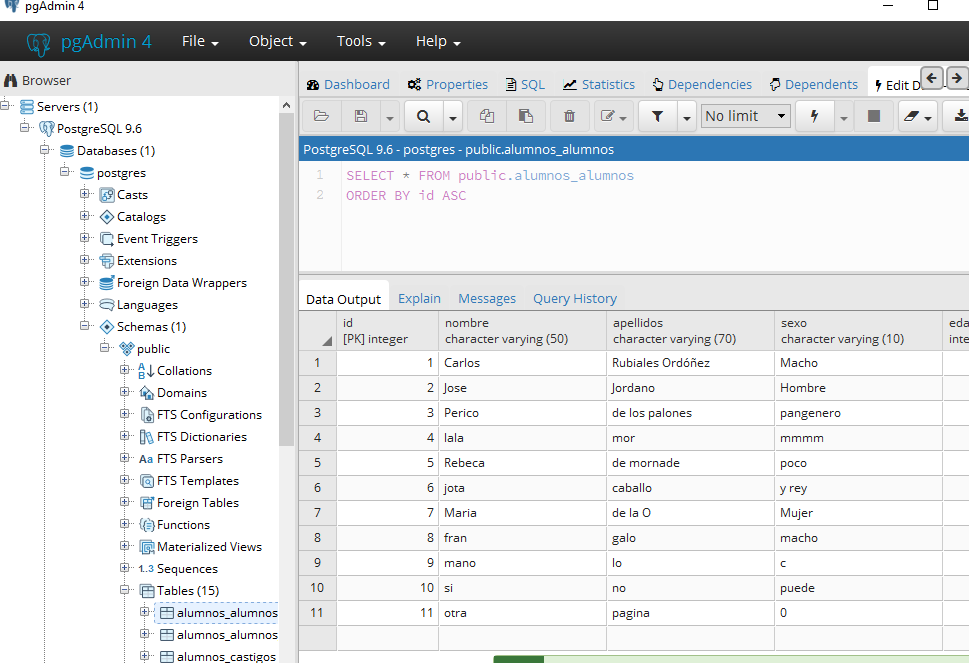 pgAdmin 4
pgAdmin 4 File Object Tools Help
Browser
Servers (1)
PostgreSQL 9.6
Databases (1)
postgres
Casts
Catalogs
Event Triggers
Extensions
Foreign Data Wrappers
Languages
Schemas (1)
public
Collations
Domains
FTS Configurations
FTS Dictionaries
FTS Parsers
FTS Templates
Foreign Tables
Functions
Materialized Views
1..3 Sequences
Tables (15)
alumnos_alumnos
alumnos_alumnos
alumnos_castigos
Dashboard Properties SQL Statistics Dependencies Dependents Edit D
No limit
PostgreSQL 9.6 - postgres - public.alumnos_alumnos
1 SELECT * FROM public.alumnos_alumnos
2 ORDER BY id ASC
Data Output Explain Messages Query History
id nombre apellidos sexo eda
[PK] integer character varying (50) character varying (70) character varying (10) inte
1 1 Carlos Rubiales Ordóñez Macho
2 2 Jose Jordano Hombre
3 3 Perico de los palones pangenero
4 4 lala mor mmmm
5 5 Rebeca de mornade poco
6 6 jota caballo y rey
7 7 Maria de la O Mujer
8 8 fran galo macho
9 9 mano lo c
10 10 si no puede
11 11 otra pagina 0